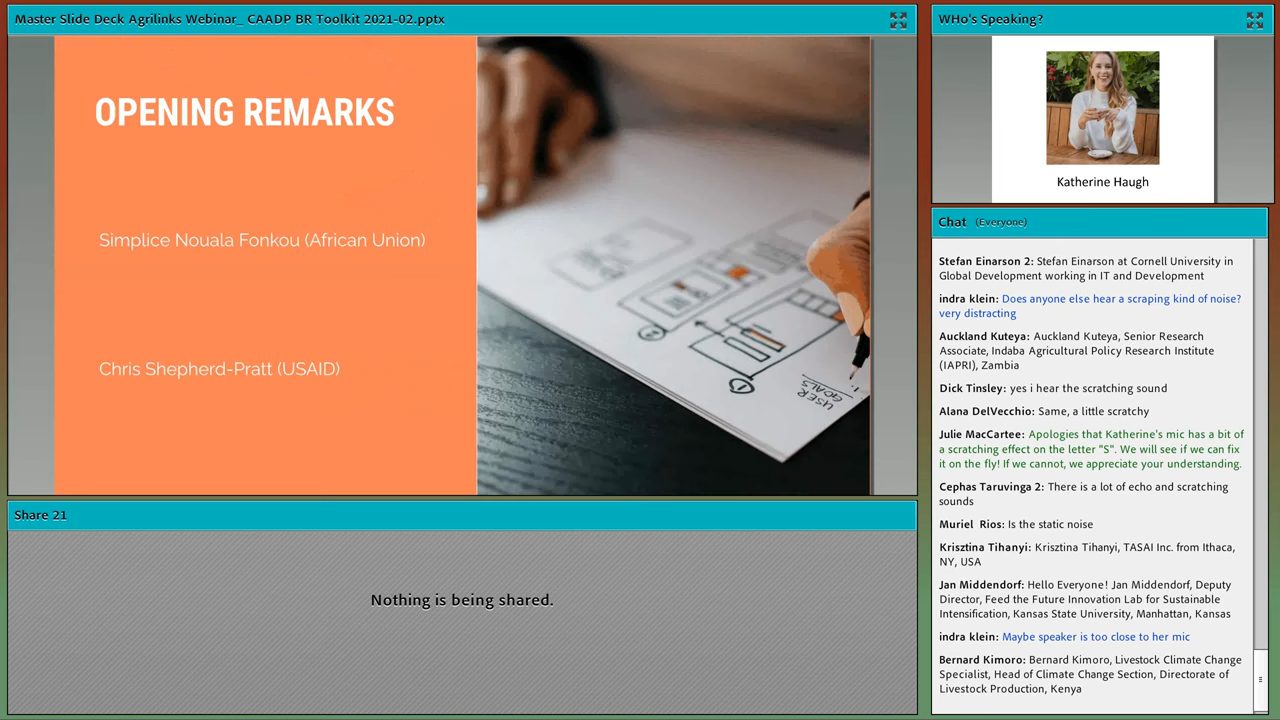 Master Slide Deck Agrilinks Webinar_ CAADP BR Toolkit 2021-02.pptx
OPENING REMARKS
Simplice Nouala Fonkou (African Union)
Chris Shepherd-Pratt (USAID)
USER
GOALS
Share 21
Nothing is being shared.
WHo's Speaking?
Katherine Haugh
Chat (Everyone)
Stefan Einarson 2: Stefan Einarson at Cornell University in
Global Development working in IT and Development
indra klein: Does anyone else hear a scraping kind of noise?
very distracting
Auckland Kuteya: Auckland Kuteya, Senior Research
Associate, Indaba Agricultural Policy Research Institute
(IAPRI), Zambia
Dick Tinsley: yes i hear the scratching sound
Alana DelVecchio: Same, a little scratchy
Julie MacCartee: Apologies that Katherine's mic has a bit of
a scratching effect on the letter "S". We will see if we can fix
it on the fly! If we cannot, we appreciate your understanding.
Cephas Taruvinga 2: There is a lot of echo and scratching
sounds
Muriel Rios: Is the static noise
Krisztina Tihanyi: Krisztina Tihanyi, TASAI Inc. from Ithaca,
NY, USA
Jan Middendorf: Hello Everyone! Jan Middendorf, Deputy
Director, Feed the Future Innovation Lab for Sustainable
Intensification, Kansas State University, Manhattan, Kansas
indra klein: Maybe speaker is too close to her mic
Bernard Kimoro: Bernard Kimoro, Livestock Climate Change
Specialist, Head of Climate Change Section, Directorate of
Livestock Production, Kenya